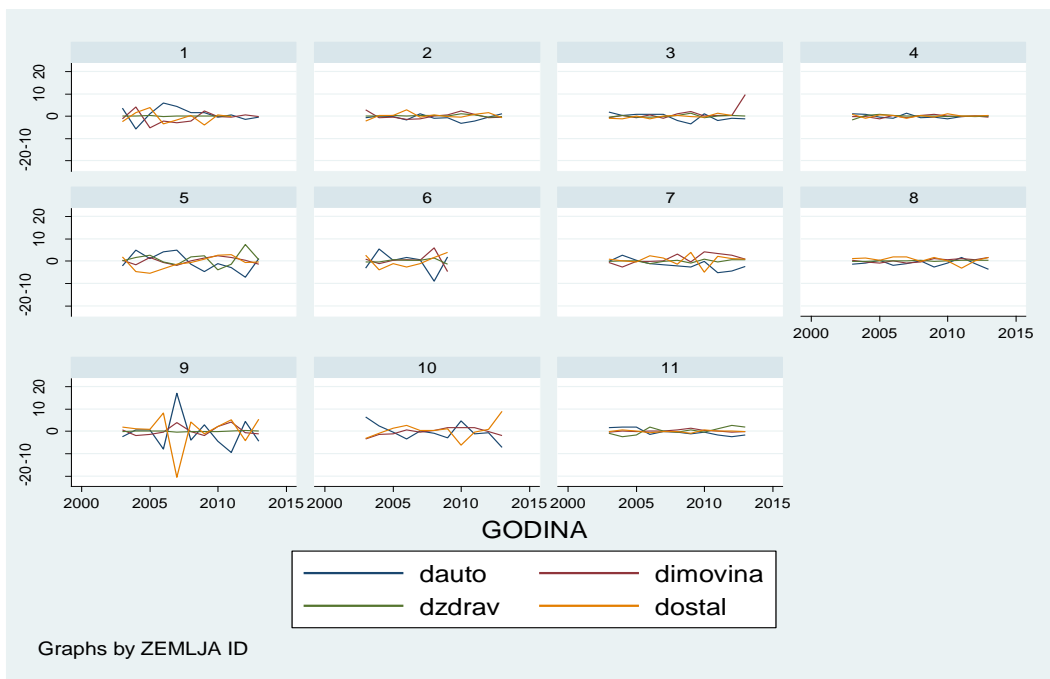 1 2 3 4
-20 -10 0 10 20
5 6 7 8
-20 -10 0 10 20
2000 2005 2010 2015
9 10 11
-20 -10 0 10 20
2000 2005 2010 2015 2000 2005 2010 2015 2000 2005 2010 2015
GODINA
dauto dimovina
dzdrav dostal
Graphs by ZEMLJA ID